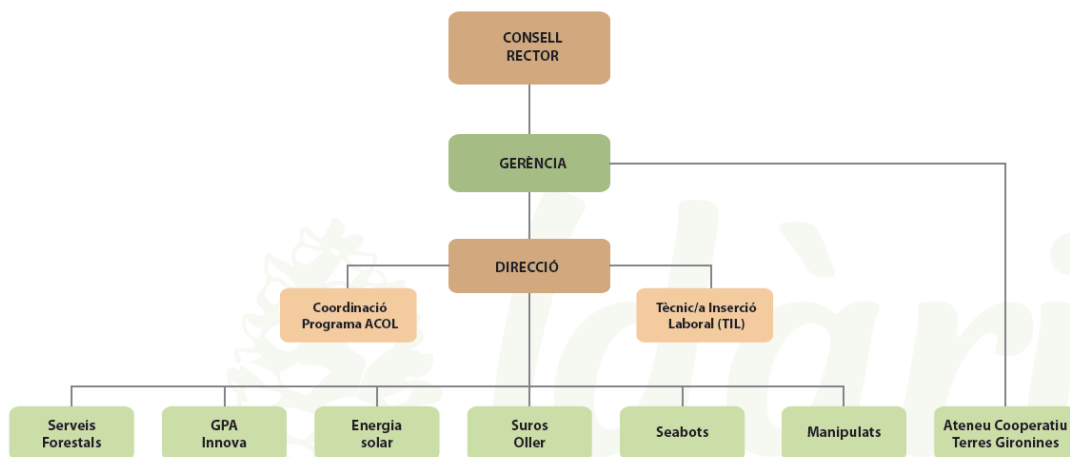 CONSELL
RECTOR
GERÈNCIA
DIRECCIÓ
Coordinació
Programa ACOL
Tècnic/a Inserció
Laboral (TIL)
Serveis
Forestals
GPA
Innova
Energia
solar
Suros
Oller
Seabots
Manipulats
Ateneu Cooperatiu
Terres Gironines
Idàri